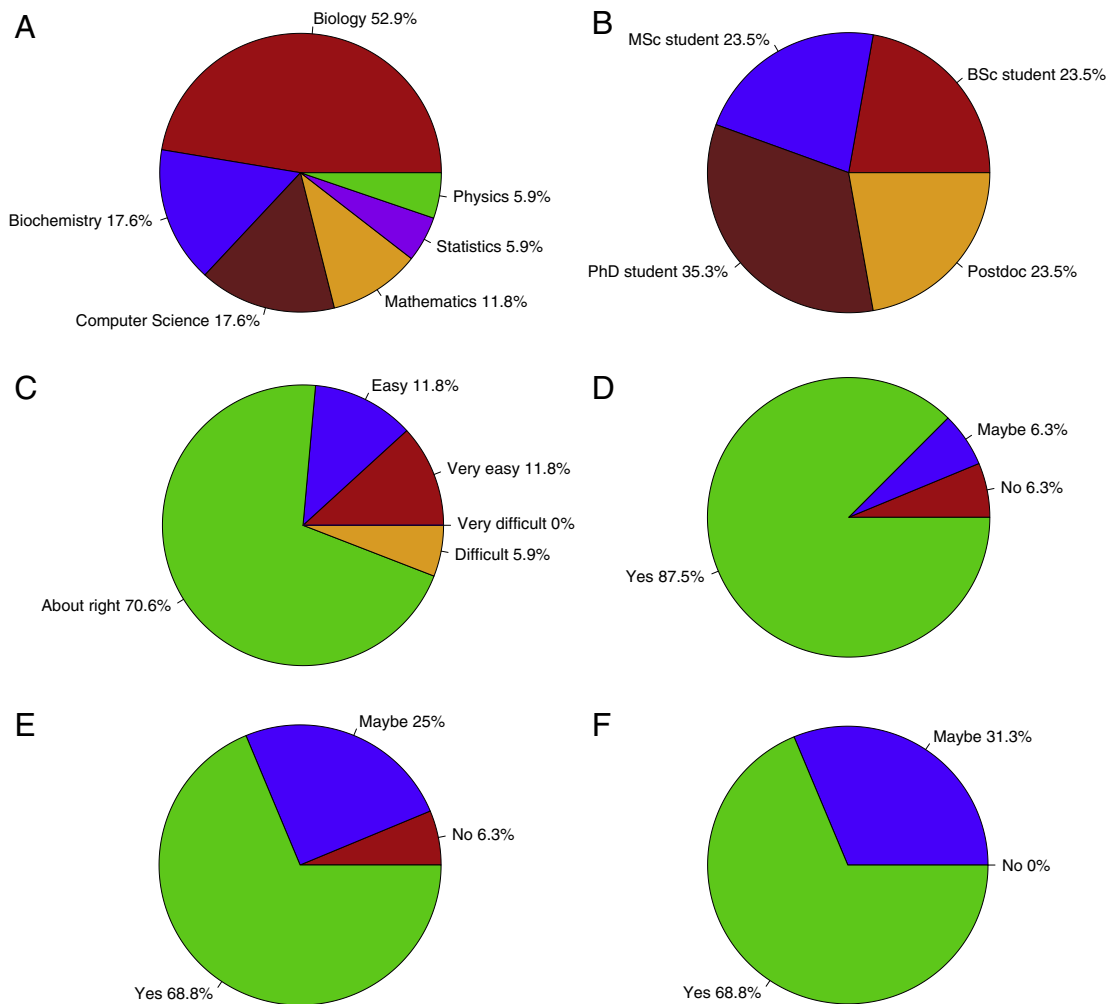 A
Biology 52.9%
Biochemistry 17.6%
Computer Science 17.6%
Mathematics 11.8%
Statistics 5.9%
Physics 5.9%
B
MSc student 23.5%
BSc student 23.5%
PhD student 35.3%
Postdoc 23.5%
C
Easy 11.8%
Very easy 11.8%
Very difficult 0%
Difficult 5.9%
About right 70.6%
D
Maybe 6.3%
No 6.3%
Yes 87.5%
E
Maybe 25%
No 6.3%
Yes 68.8%
F
Maybe 31.3%
No 0%
Yes 68.8%